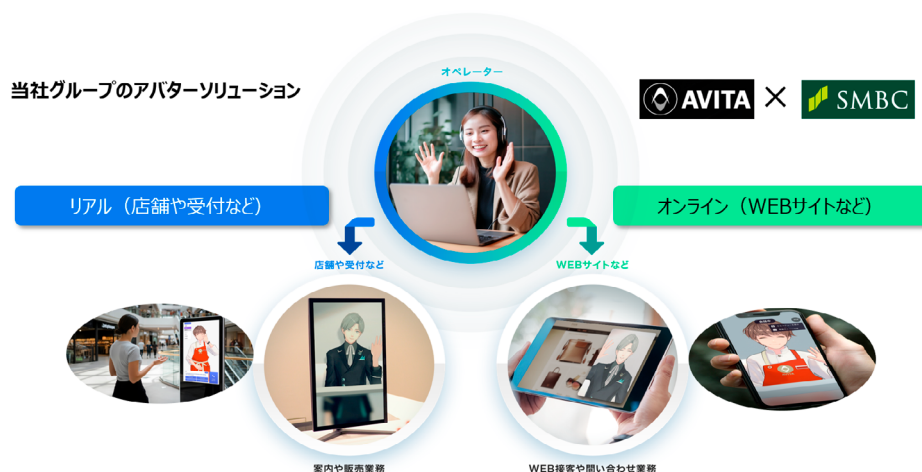 オペレーター
当社グループのアバターソリューション
AVITA × SMBC
リアル（店舗や受付など）
オンライン（WEBサイトなど）
店舗や受付など
WEBサイトなど
案内や販売業務
WEB接客や問い合わせ業務